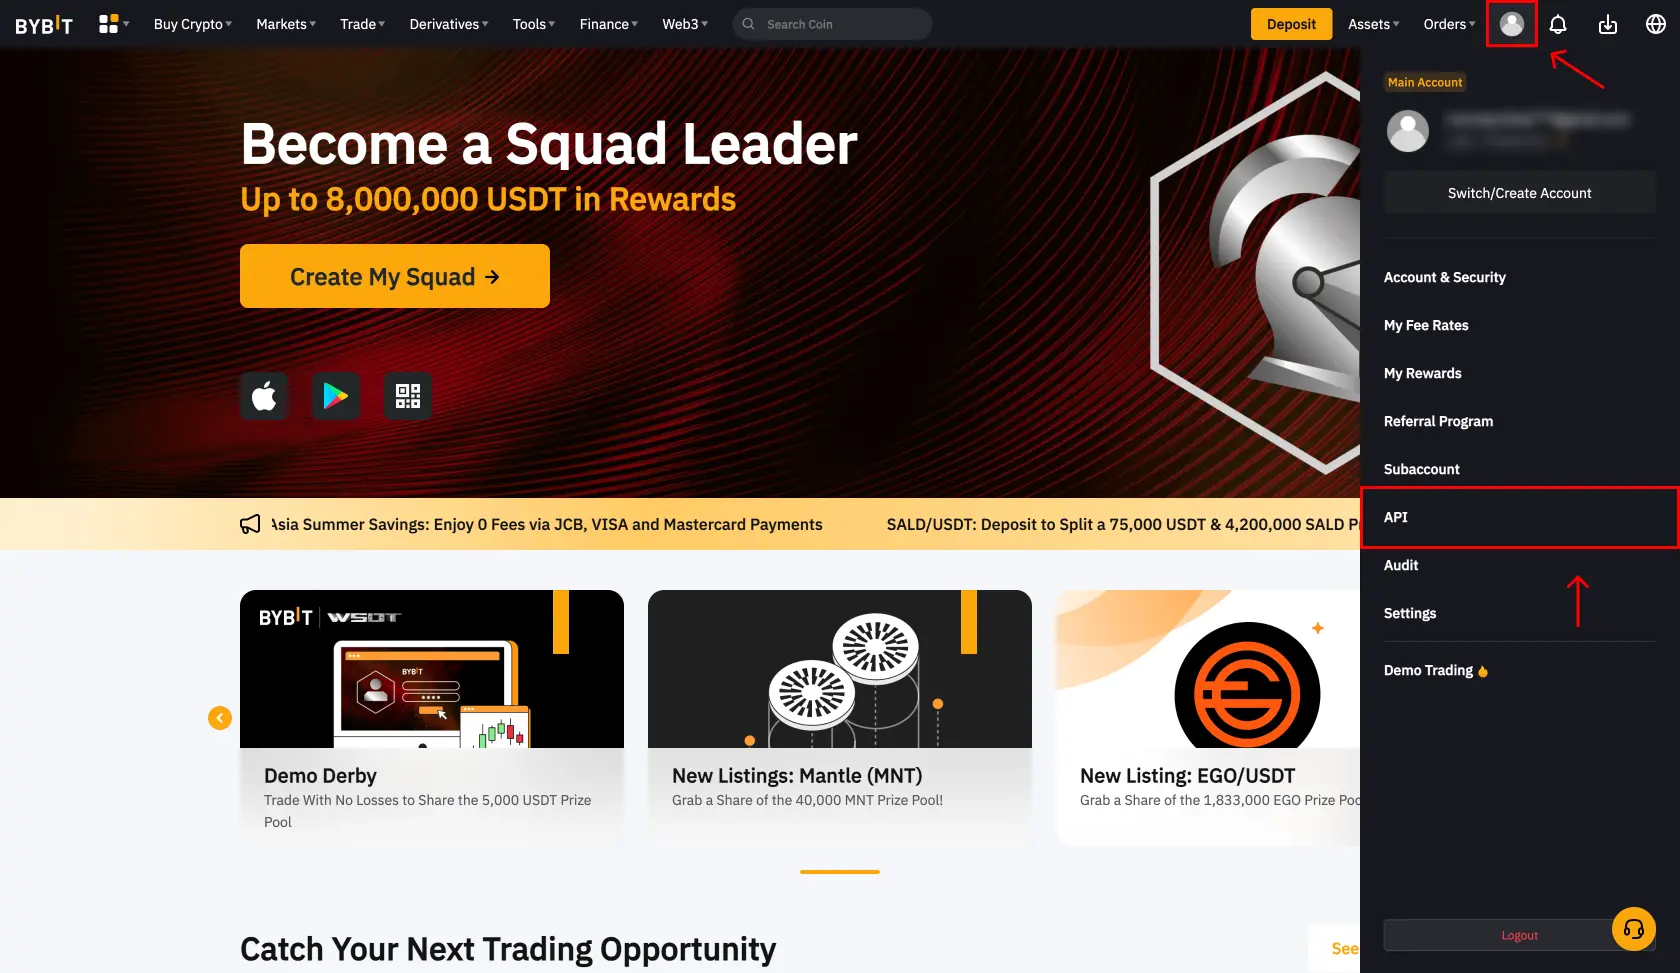 BYBIT
Buy Crypto
Markets
Trade
Derivatives
Tools
Finance
Web3
Search Coin
Deposit
Assets
Orders
Main Account
Switch/Create Account
Account & Security
My Fee Rates
My Rewards
Referral Program
Subaccount
API
Audit
Settings
Demo Trading
Logout
Become a Squad Leader
Up to 8,000,000 USDT in Rewards
Create My Squad →
Asia Summer Savings: Enjoy 0 Fees via JCB, VISA and Mastercard Payments
SALD/USDT: Deposit to Split a 75,000 USDT & 4,200,000 SALD
BYBIT | WSOT
BYBIT
Demo Derby
Trade With No Losses to Share the 5,000 USDT Prize
Pool
New Listings: Mantle (MNT)
Grab a Share of the 40,000 MNT Prize Pool!
New Listing: EGO/USDT
Grab a Share of the 1,833,000 EGO Prize
Catch Your Next Trading Opportunity
See